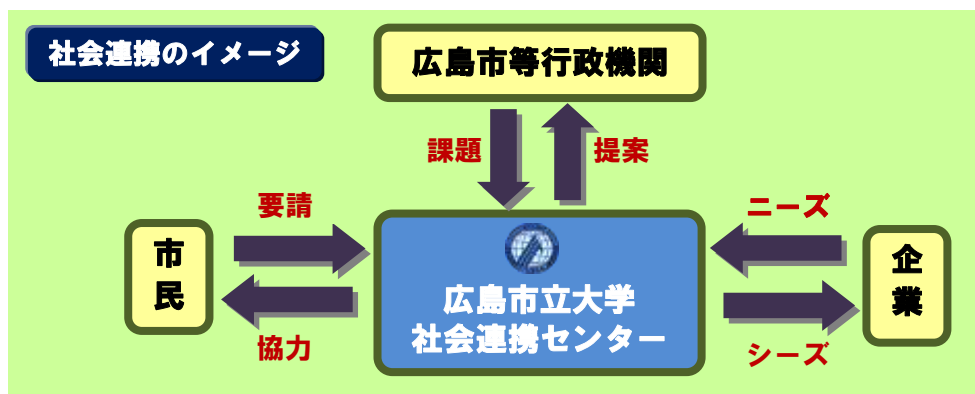 社会連携のイメージ
広島市等行政機関
課題
提案
要請
ニーズ
市民
広島市立大学
社会連携センター
企業
協力
シーズ